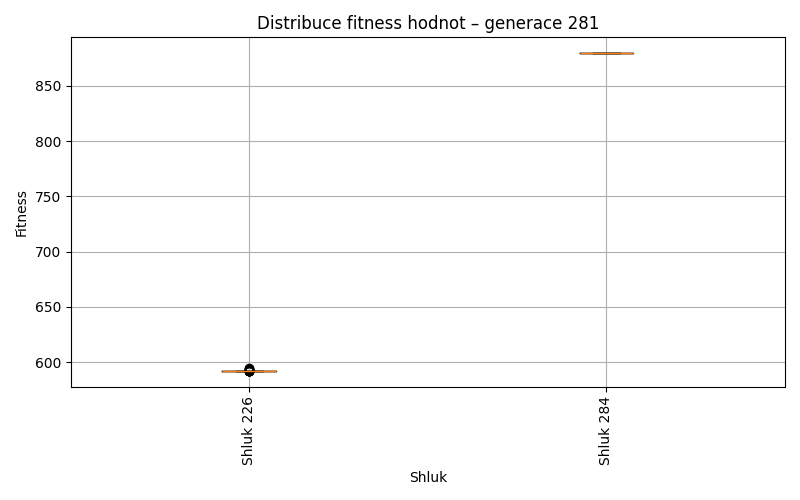 Distribuce fitness hodnot – generace 281
Fitness
850
800
750
700
650
600
Shluk 226
Shluk 284
Shluk